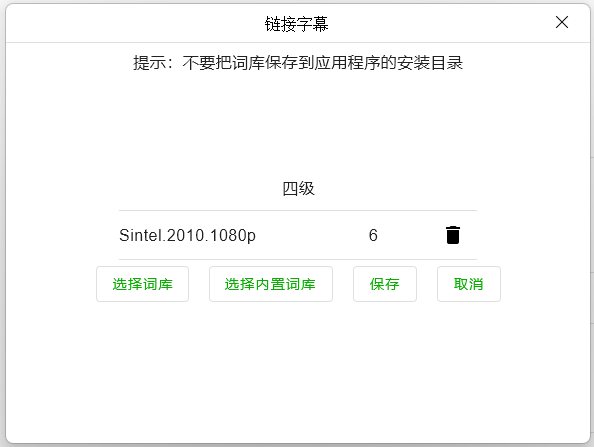 链接字幕
提示：不要把词库保存到应用程序的安装目录
四级
Sintel.2010.1080p 6
选择词库 选择内置词库 保存 取消